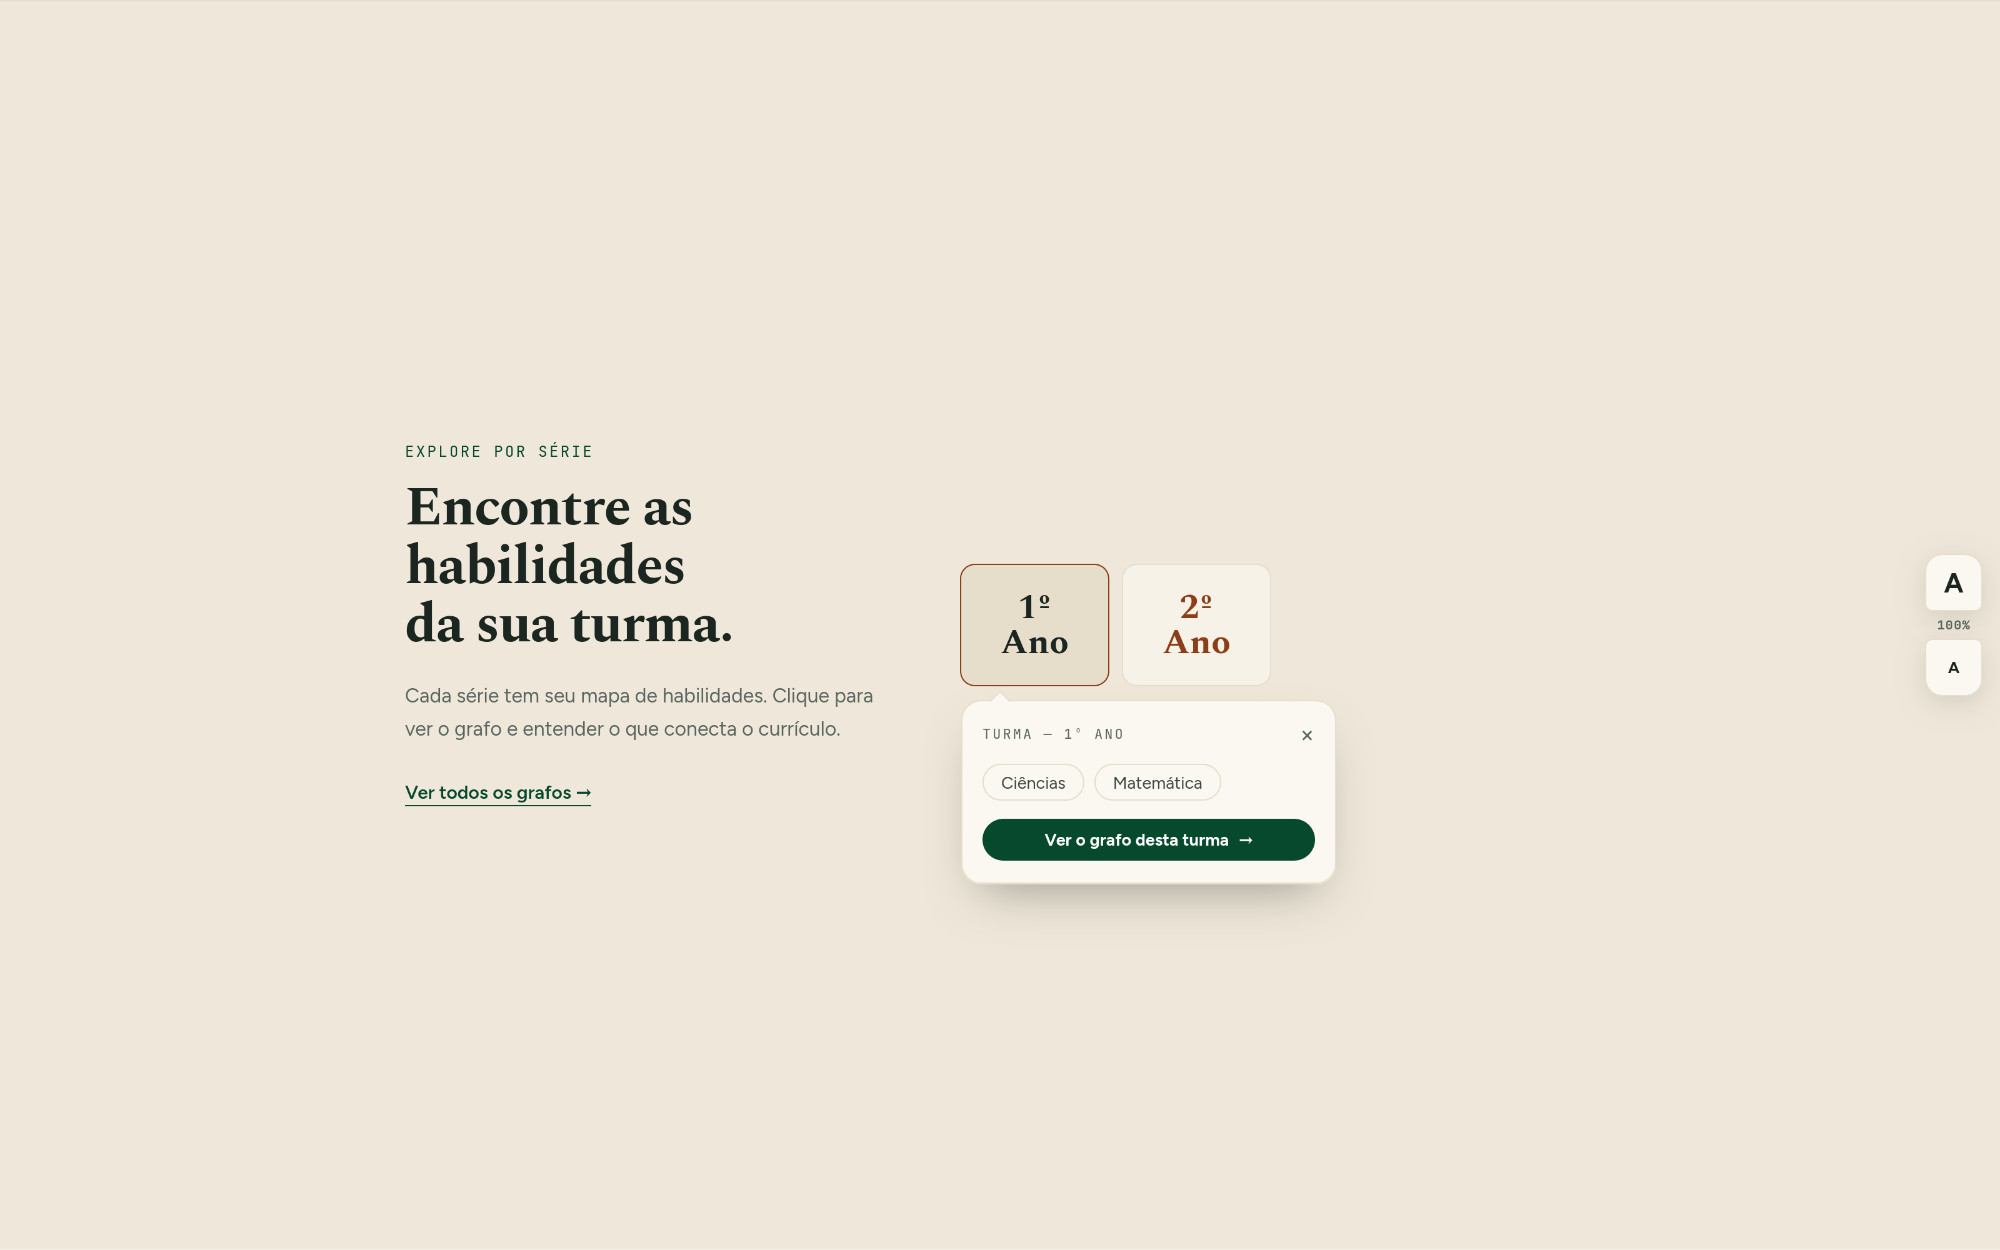 EXPLORE POR SÉRIE
Encontre as
habilidades
da sua turma.
Cada série tem seu mapa de habilidades. Clique para
ver o grafo e entender o que conecta o currículo.
Ver todos os grafos →
1º
Ano
2º
Ano
TURMA — 1º ANO
×
Ciências
Matemática
Ver o grafo desta turma →
A
100%
A